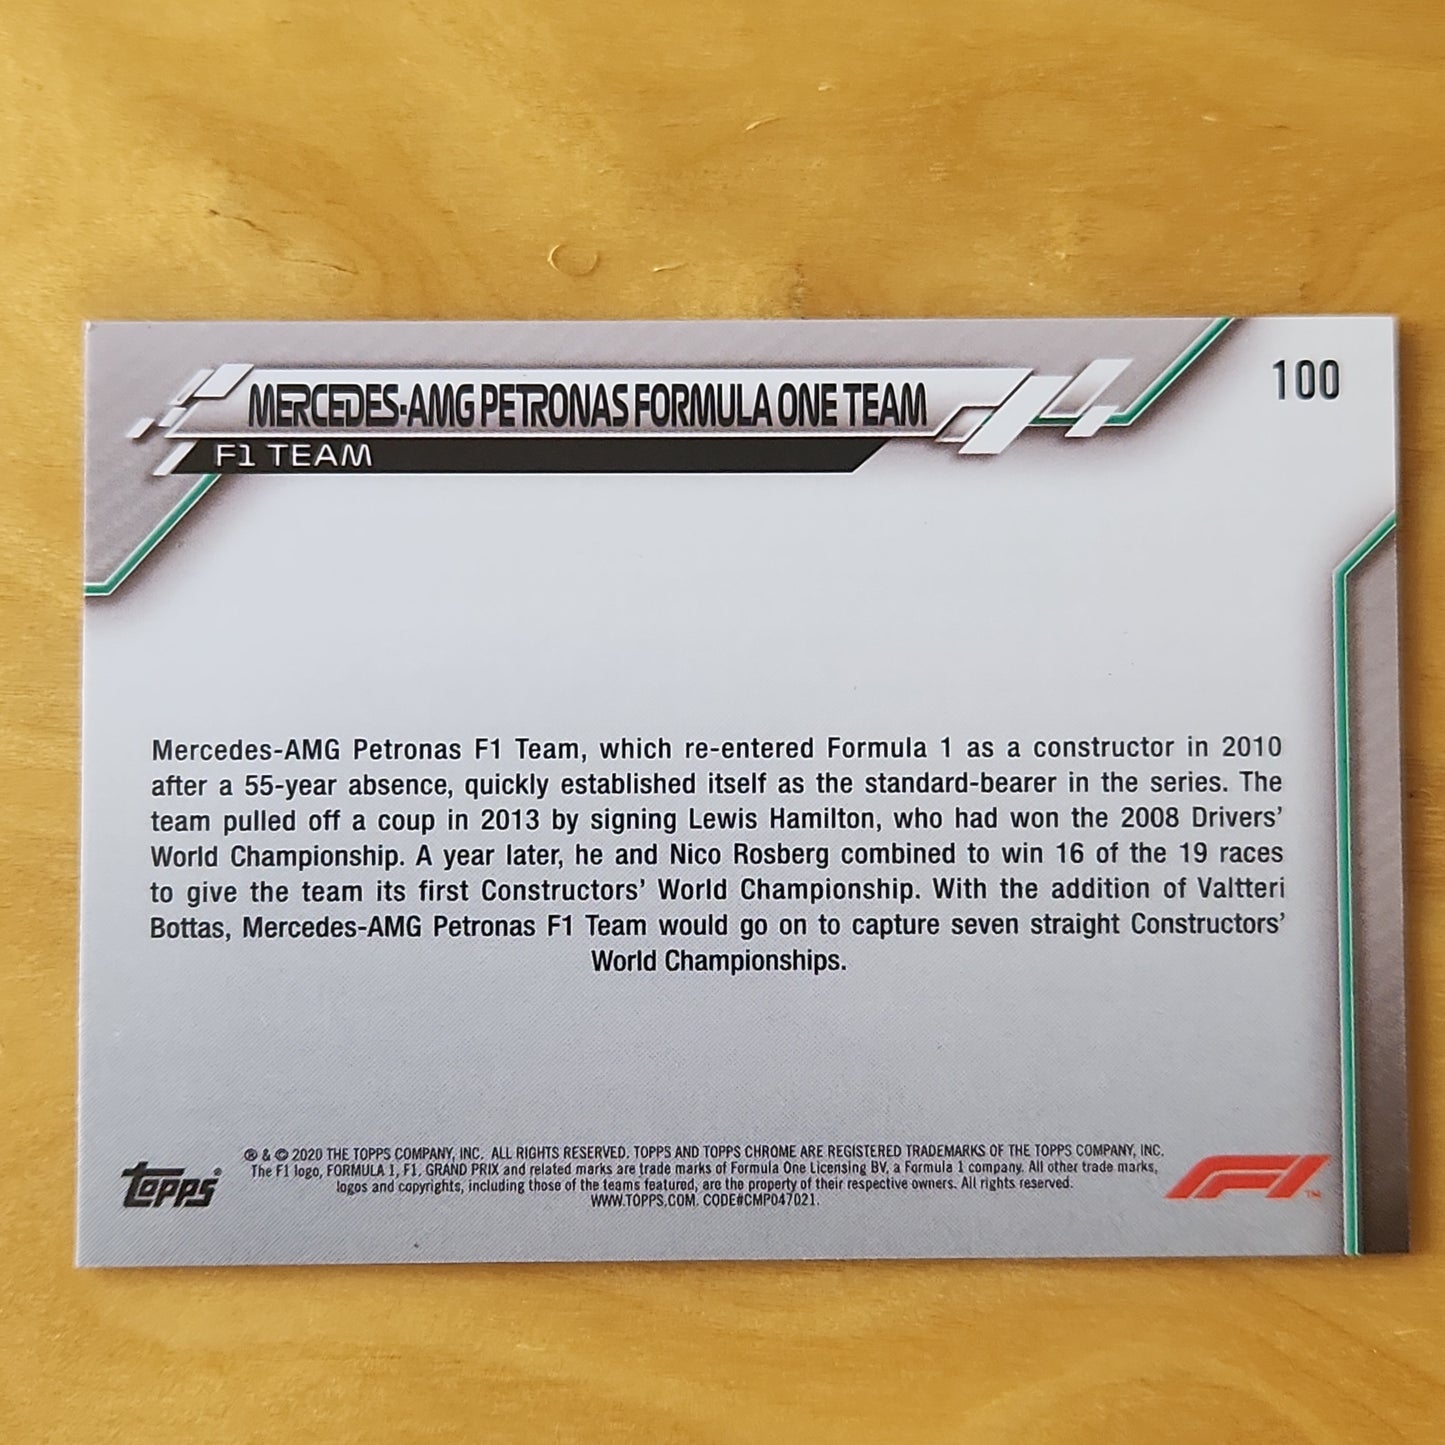 MERCEDES-AMG PETRONAS FORMULA ONE TEAM
100
F1 TEAM
Mercedes-AMG Petronas F1 Team, which re-entered Formula 1 as a constructor in 2010
after a 55-year absence, quickly established itself as the standard-bearer in the series. The
team pulled off a coup in 2013 by signing Lewis Hamilton, who had won the 2008 Drivers'
World Championship. A year later, he and Nico Rosberg combined to win 16 of the 19 races
to give the team its first Constructors' World Championship. With the addition of Valtteri
Bottas, Mercedes-AMG Petronas F1 Team would go on to capture seven straight Constructors'
World Championships.
® & © 2020 THE TOPPS COMPANY, INC. ALL RIGHTS RESERVED. TOPPS AND TOPPS CHROME ARE REGISTERED TRADEMARKS OF THE TOPPS COMPANY, INC.
The F1 logo, FORMULA 1, F1, GRAND PRIX and related marks are trade marks of Formula One Licensing BV, a Formula 1 company. All other trade marks,
logos and copyrights, including those of the teams featured, are the property of their respective owners. All rights reserved.
WWW.TOPPS.COM. CODE#CMP047021.
Topps®
F1™